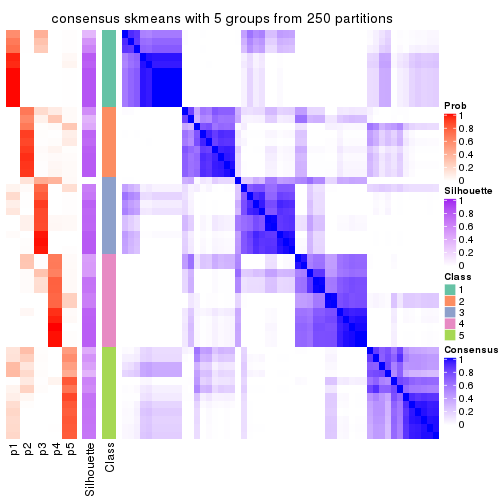 consensus skmeans with 5 groups from 250 partitions
Prob
1
0.8
0.6
0.4
0.2
0
Silhouette
1
0.8
0.6
0.4
0.2
0
Class
1
2
3
4
5
Consensus
1
0.8
0.6
0.4
0.2
0
p1
p2
p3
p4
p5
Silhouette
Class